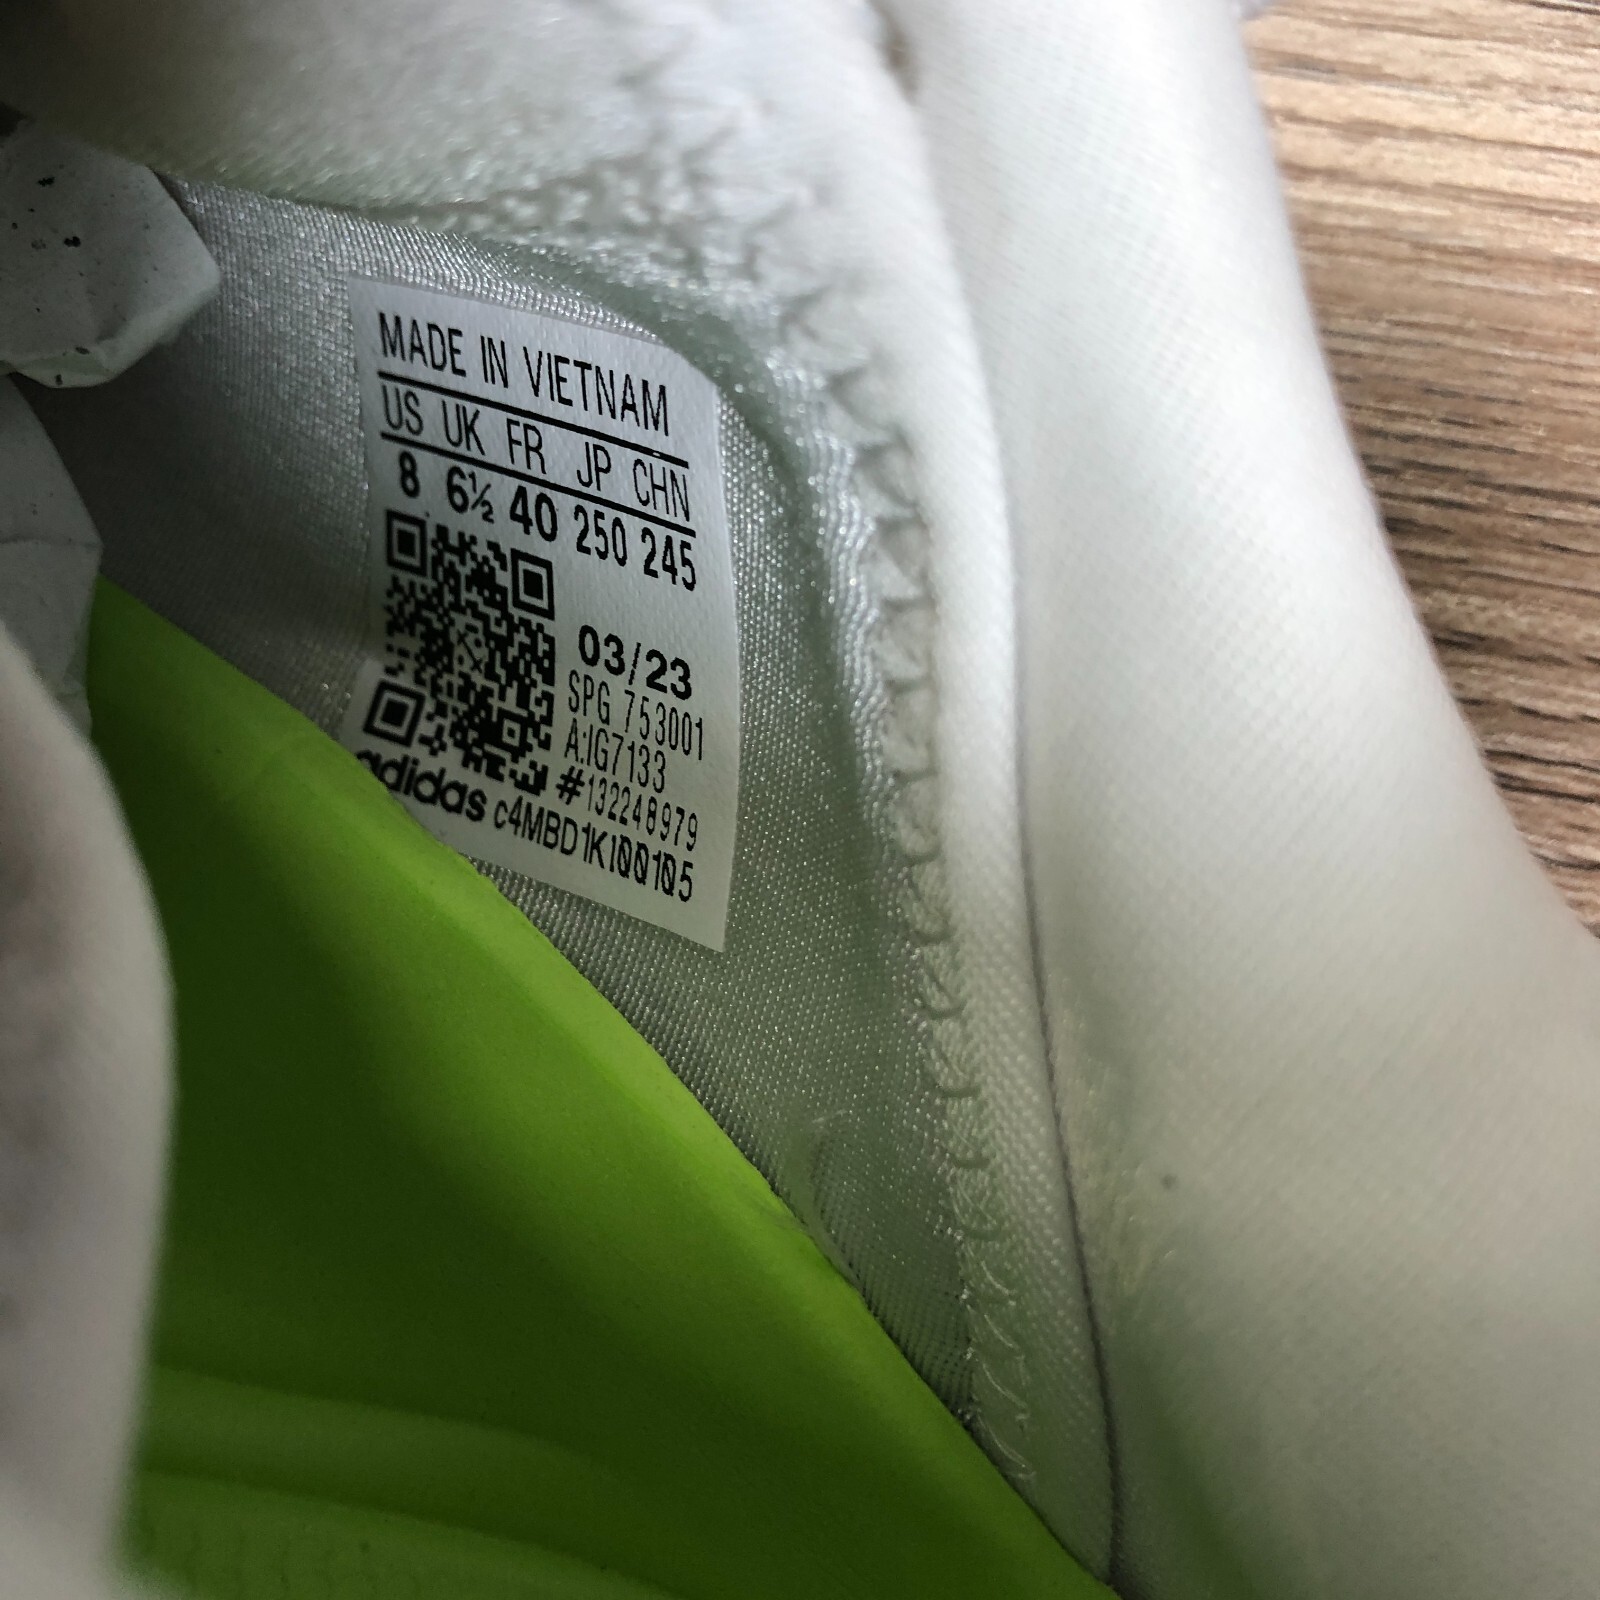 MADE IN VIETNAM
US UK FR JP CHN
8 6½ 40 250 245
03/23
SPG 753001
A:IG7133
#132248979
adidas c4MBD1K100105